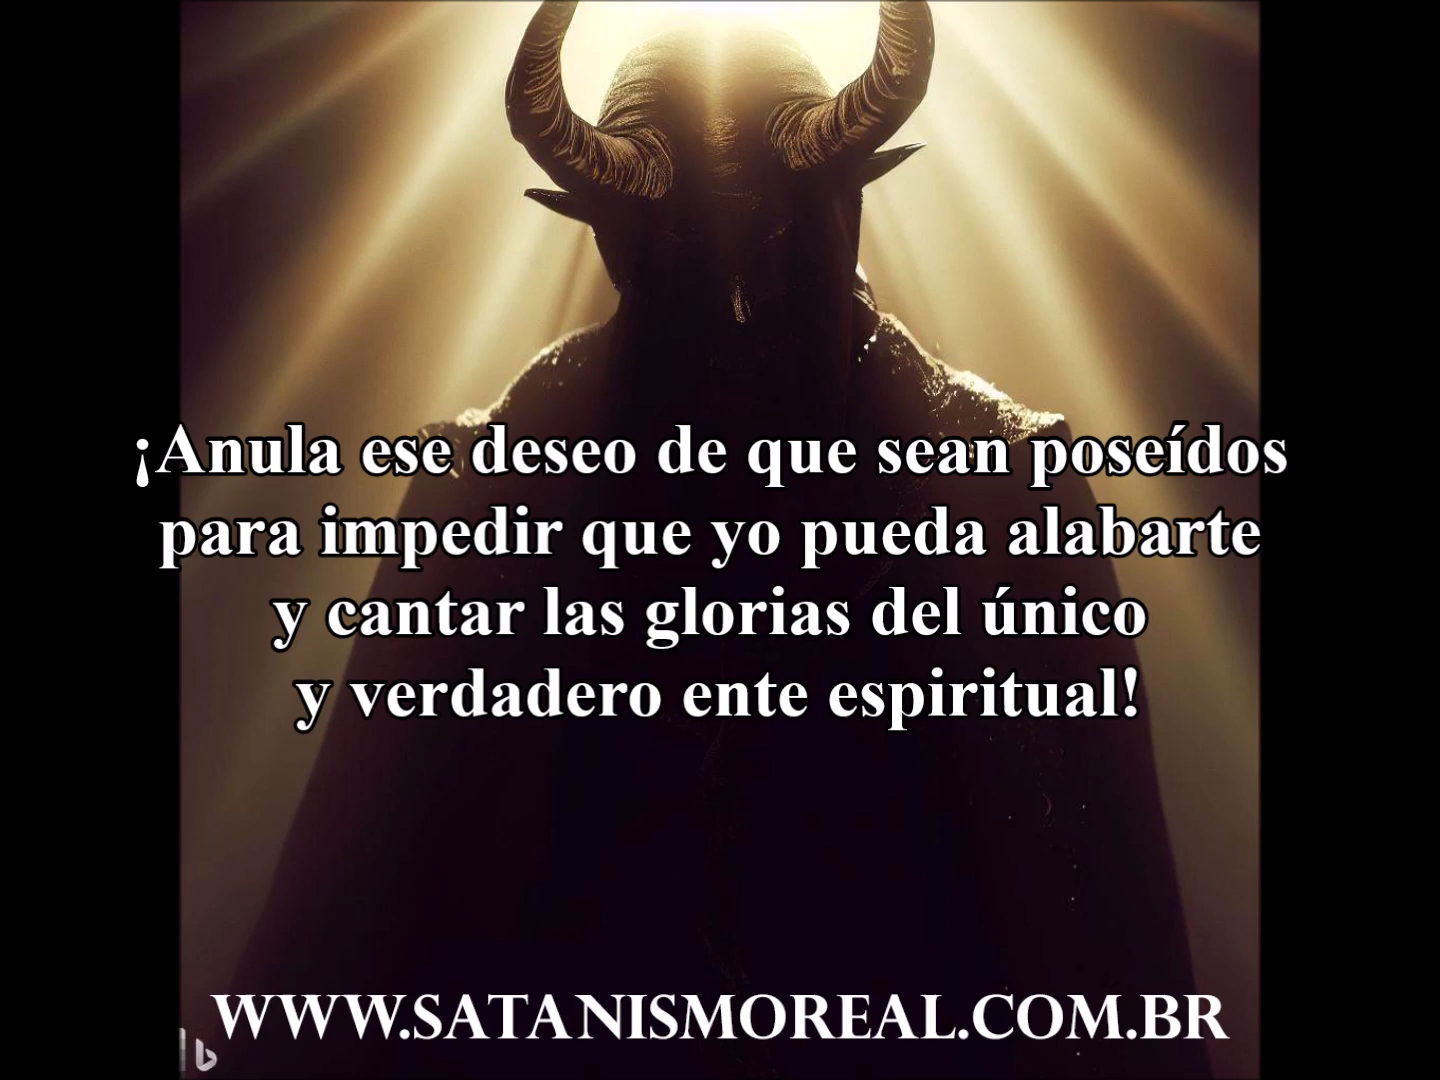 ¡Anula ese deseo de que sean poseídos
para impedir que yo pueda alabarte
y cantar las glorias del único
y verdadero ente espiritual!
WWW.SATANISMOREAL.COM.BR
b